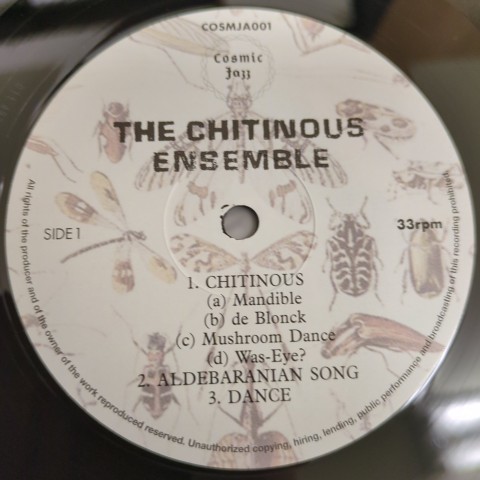 COSMJA001
Cosmic
Jazz
THE CHITINOUS
ENSEMBLE
SIDE 1
33rpm
1. CHITINOUS
(a) Mandible
(b) de Blonck
(c) Mushroom Dance
(d) Was-Eye?
2. ALDEBARANIAN SONG
3. DANCE
All rights of the producer and of the owner of the work reproduced reserved. Unauthorized copying, hiring, lending, public performance and broadcasting of this recording prohibited.